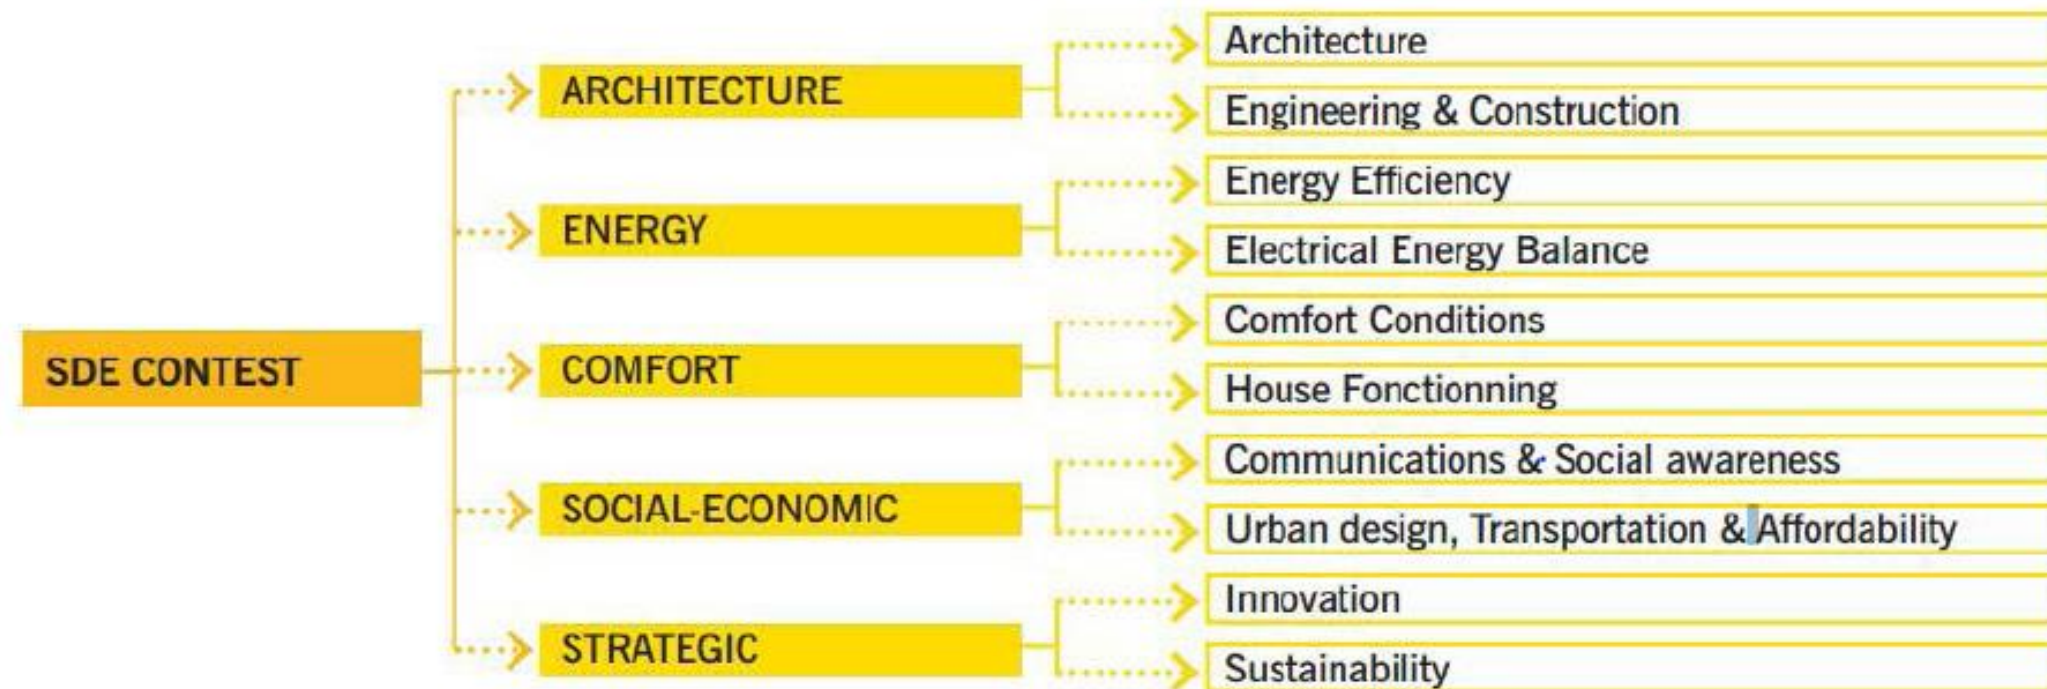 SDE CONTEST
ARCHITECTURE
Architecture
Engineering & Construction
ENERGY
Energy Efficiency
Electrical Energy Balance
COMFORT
Comfort Conditions
House Fonctionning
SOCIAL-ECONOMIC
Communications & Social awareness
Urban design, Transportation & Affordability
STRATEGIC
Innovation
Sustainability